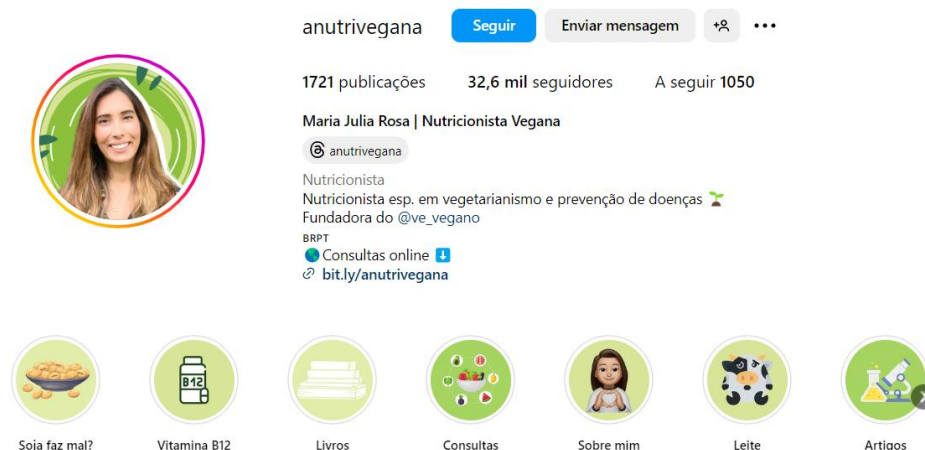 anutrivegana Seguir Enviar mensagem
1721 publicações 32,6 mil seguidores A seguir 1050
Maria Julia Rosa | Nutricionista Vegana
anutrivegana
Nutricionista
Nutricionista esp. em vegetarianismo e prevenção de doenças
Fundadora do @ve_vegano
BRPT
Consultas online
bit.ly/anutrivegana
B12
Soja faz mal? Vitamina B12 Livros Consultas Sobre mim Leite Artigos